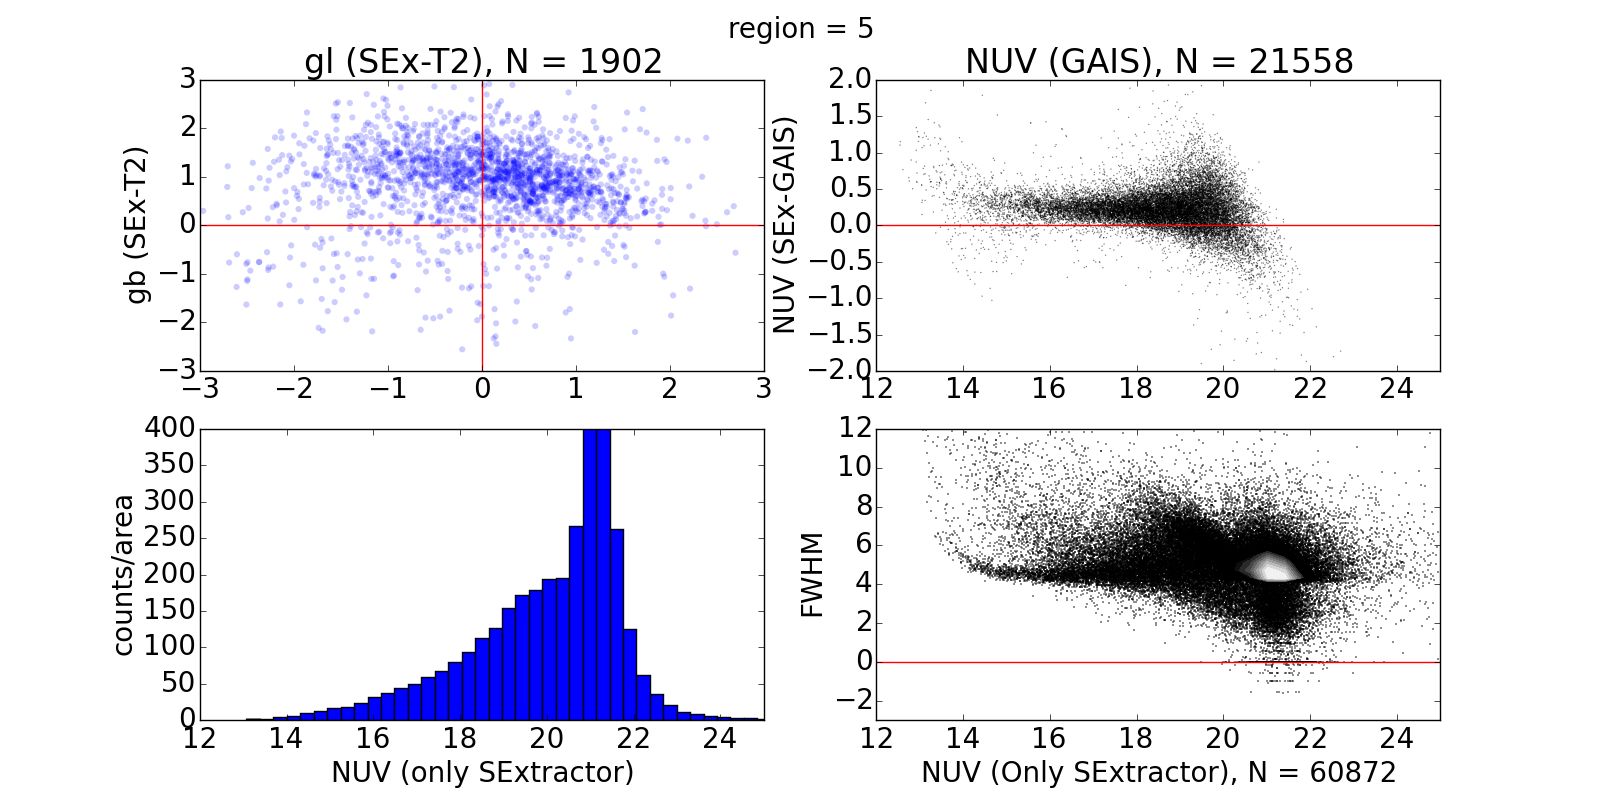 region = 5
gl (SEx-T2), N = 1902
3
2
1
0
−1
−2
−3
gb (SEx-T2)
−3 −2 −1 0 1 2 3
NUV (GAIS), N = 21558
2.0
1.5
1.0
0.5
0.0
−0.5
−1.0
−1.5
−2.0
NUV (SEx-GAIS)
12 14 16 18 20 22 24
400
350
300
250
200
150
100
50
0
counts/area
12 14 16 18 20 22 24
NUV (only SExtractor)
12
10
8
6
4
2
0
−2
FWHM
12 14 16 18 20 22 24
NUV (Only SExtractor), N = 60872